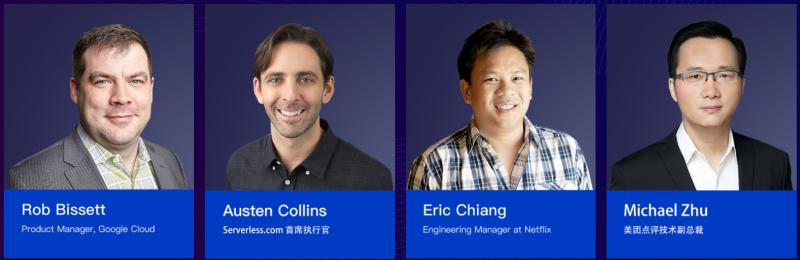 Rob Bissett
Product Manager, Google Cloud
Austen Collins
Serverless.com 首席执行官
Eric Chiang
Engineering Manager at Netflix
Michael Zhu
美团点评技术副总裁